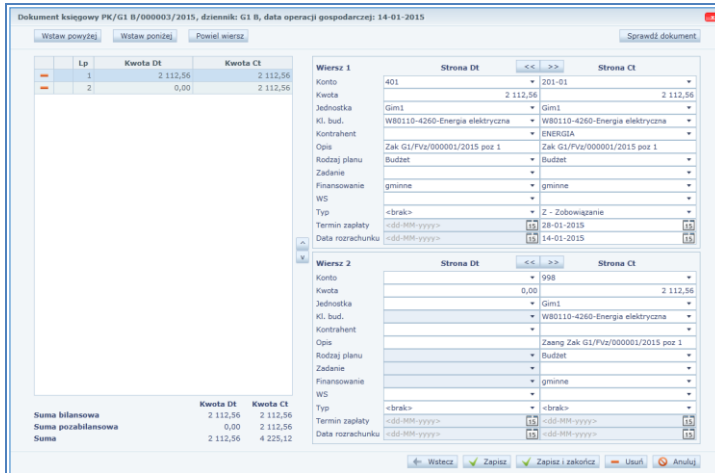 Dokument księgowy PK/G1 B/000003/2015, dziennik: G1 B, data operacji gospodarczej: 14-01-2015
Wstaw powyżej Wstaw poniżej Powiel wiersz Sprawdź dokument
Lp Kwota Dt Kwota Ct
1 2 112,56 2 112,56
2 0,00 2 112,56
Wiersz 1 Strona Dt << >> Strona Ct
Konto 401 201-01
Kwota 2 112,56 2 112,56
Jednostka Gim1 Gim1
Kl. bud. W80110-4260-Energia elektryczna W80110-4260-Energia elektryczna
Kontrahent ENERGIA
Opis Zak G1/FVz/000001/2015 poz 1 Zak G1/FVz/000001/2015 poz 1
Rodzaj planu Budżet Budżet
Zadanie
Finansowanie gminne gminne
WS
Typ <brak> Z - Zobowiązanie
Termin zapłaty <dd-MM-yyyy> 15 28-01-2015 15
Data rozrachunku <dd-MM-yyyy> 15 14-01-2015 15
Wiersz 2 Strona Dt << >> Strona Ct
Konto 998
Kwota 0,00 2 112,56
Jednostka Gim1
Kl. bud. W80110-4260-Energia elektryczna
Kontrahent
Opis Zaang Zak G1/FVz/000001/2015 poz 1
Rodzaj planu Budżet
Zadanie
Finansowanie gminne
WS
Typ <brak> <brak>
Termin zapłaty <dd-MM-yyyy> 15 <dd-MM-yyyy> 15
Data rozrachunku <dd-MM-yyyy> 15 <dd-MM-yyyy> 15
Kwota Dt Kwota Ct
Suma bilansowa 2 112,56 2 112,56
Suma pozabilansowa 0,00 2 112,56
Suma 2 112,56 4 225,12
Wstecz Zapisz Zapisz i zakończ Usuń Anuluj